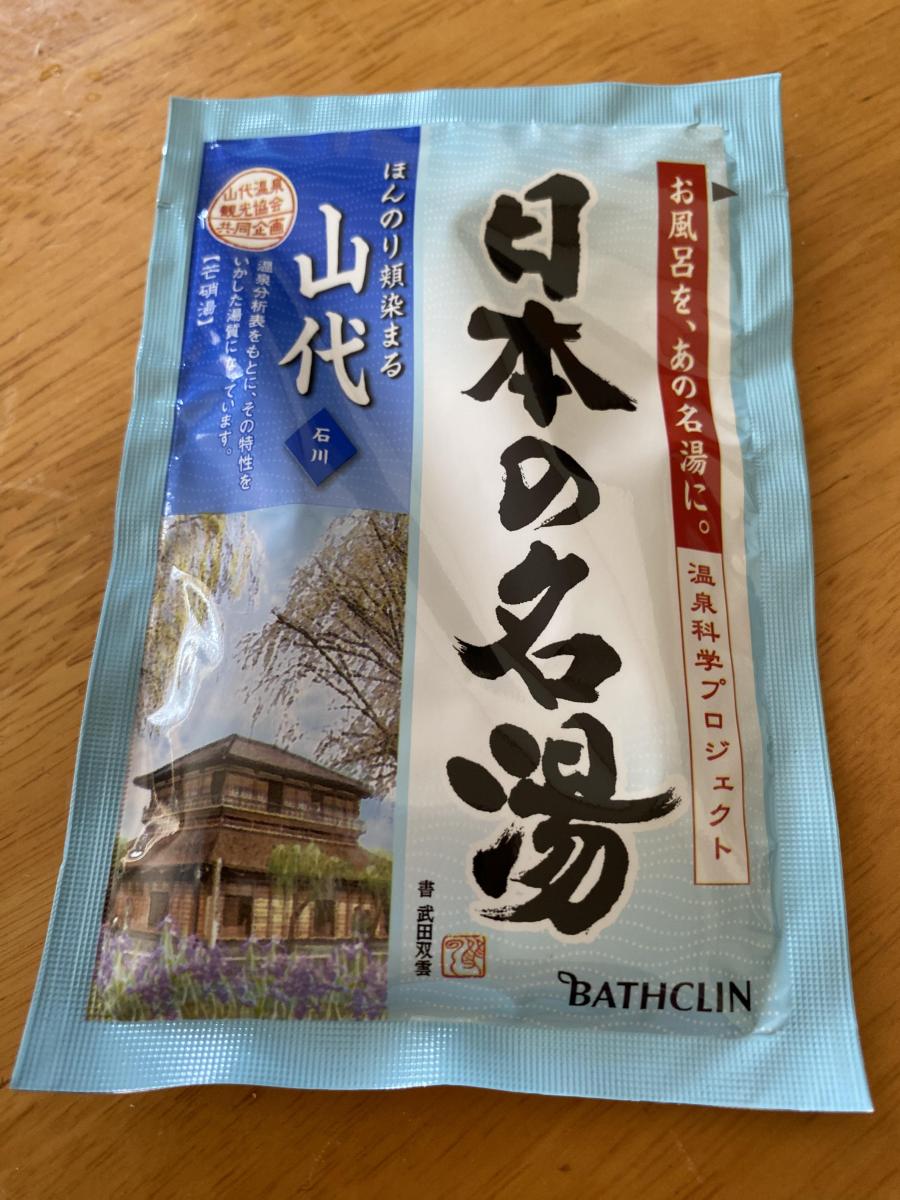 お風呂を、あの名湯に。
温泉科学プロジェクト
日本の名湯
書 武田双雲
BATHCLIN
ほんのり頬染まる
山代
石川
温泉分析表をもとに、その特性を
いかした湯質になっています。
【芒硝湯】
山代温泉
観光協会
共同企画